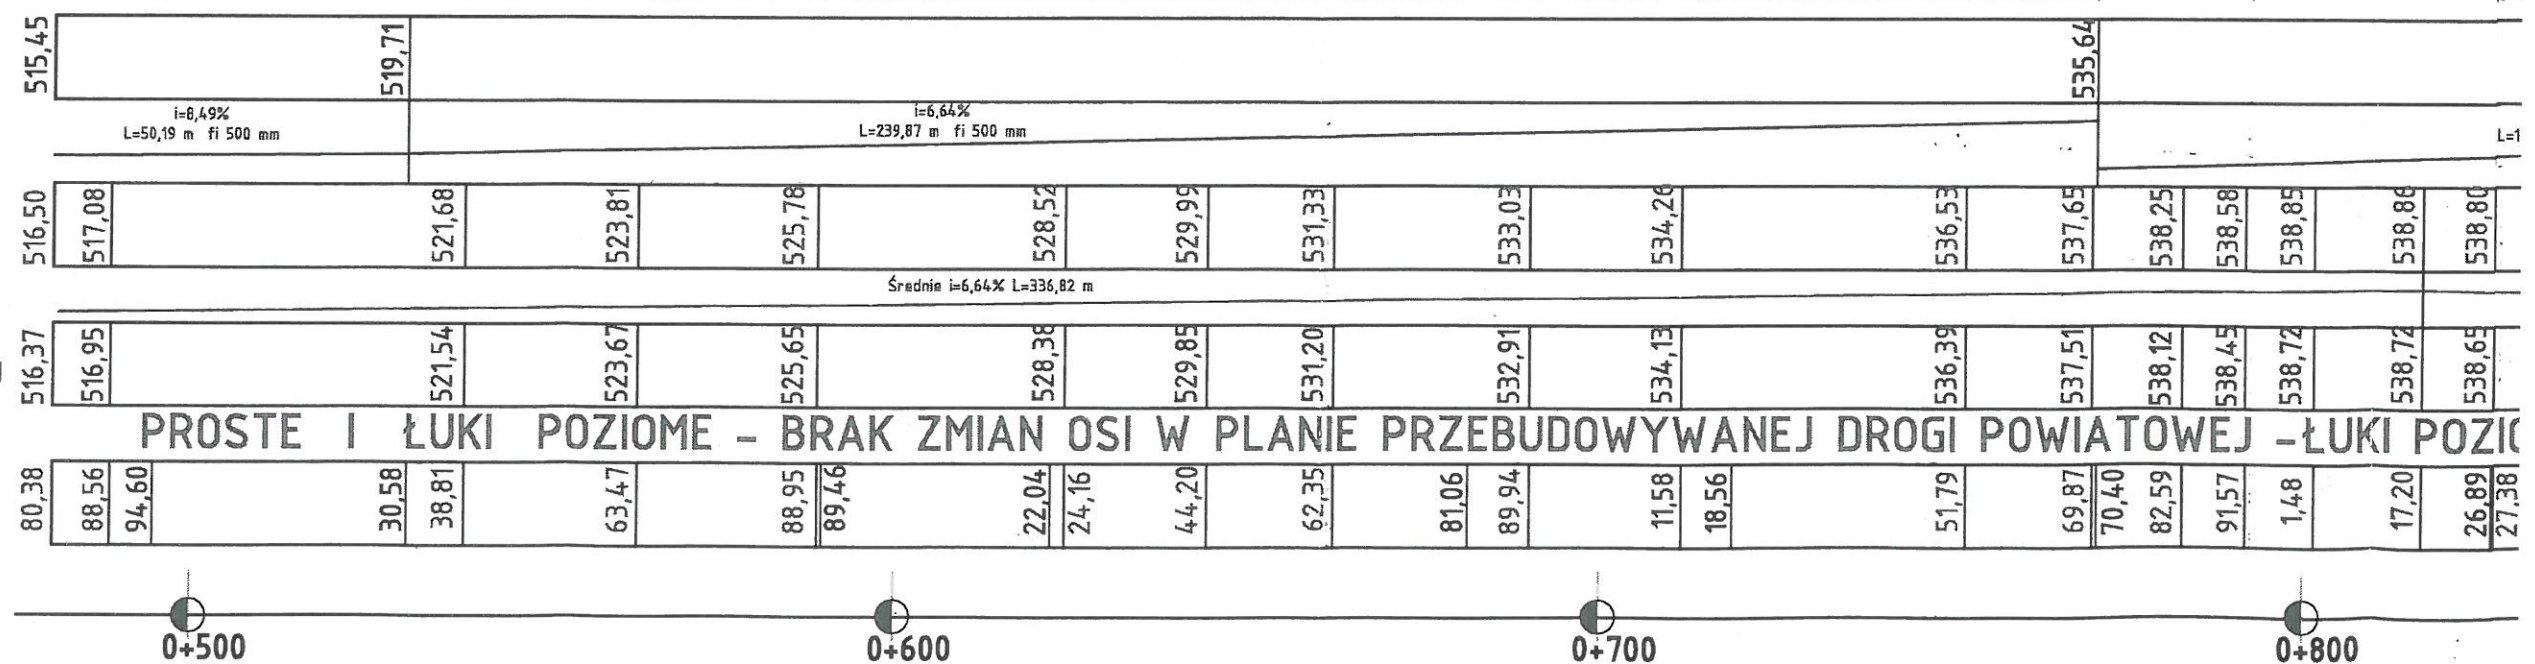 515,45 519,71 535,64
i=8,49% i=6,64%
L=50,19 m fi 500 mm L=239,87 m fi 500 mm L=1
516,50 517,08 521,68 523,81 525,78 528,52 529,99 531,33 533,03 534,26 536,53 537,65 538,25 538,58 538,85 538,86 538,80
Średnie i=6,64% L=336,82 m
516,37 516,95 521,54 523,67 525,65 528,38 529,85 531,20 532,91 534,13 536,39 537,51 538,12 538,45 538,72 538,72 538,65
PROSTE I ŁUKI POZIOME - BRAK ZMIAN OSI W PLANIE PRZEBUDOWYWANEJ DROGI POWIATOWEJ -ŁUKI POZIO
80,38 88,56 94,60 30,58 38,81 63,47 88,95 89,46 22,04 24,16 44,20 62,35 81,06 89,94 11,58 18,56 51,79 69,87 70,40 82,59 91,57 1,48 17,20 26,89 27,38
0+500 0+600 0+700 0+800